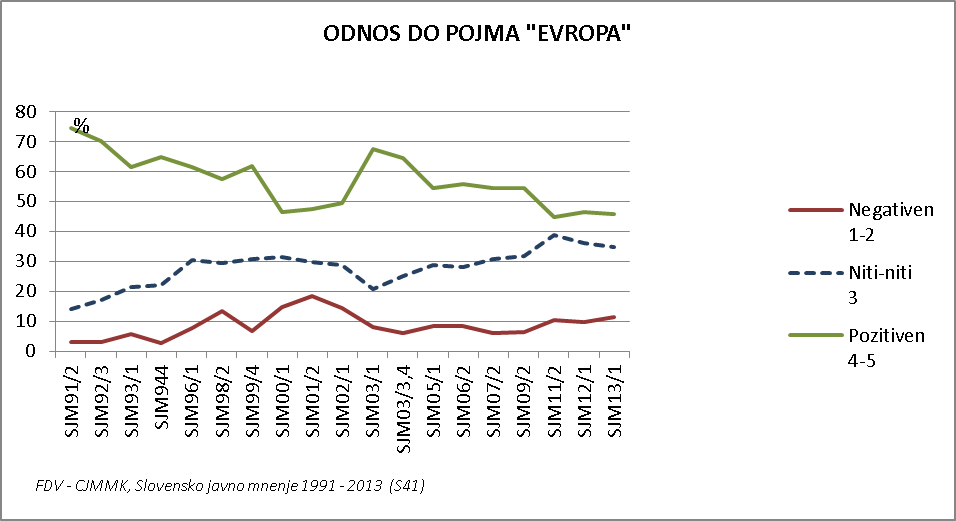 ODNOS DO POJMA "EVROPA"
%
80
70
60
50
40
30
20
10
0
SJM91/2
SJM92/3
SJM93/1
SJM944
SJM96/1
SJM98/2
SJM99/4
SJM00/1
SJM01/2
SJM02/1
SJM03/1
SJM03/3,4
SJM05/1
SJM06/2
SJM07/2
SJM09/2
SJM11/2
SJM12/1
SJM13/1
Negativen
1-2
Niti-niti
3
Pozitiven
4-5
FDV - CJMMK, Slovensko javno mnenje 1991 - 2013 (S41)